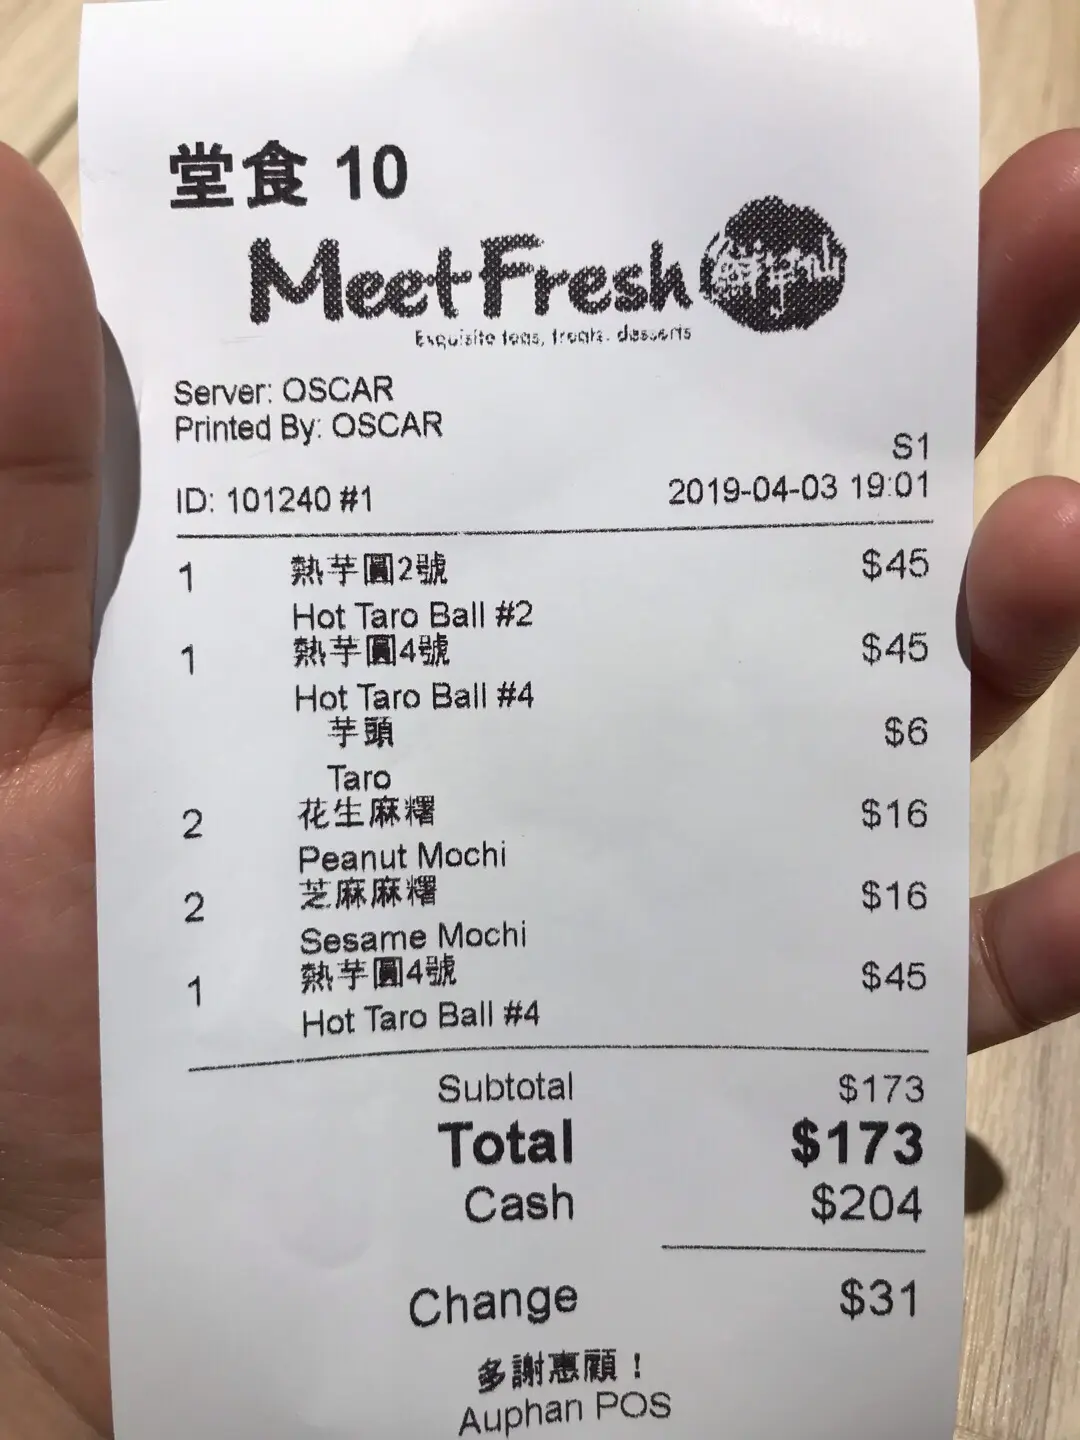 堂食 10
Meet Fresh 鮮芋仙
Exquisite teas, treats, desserts
Server: OSCAR
Printed By: OSCAR
S1
ID: 101240 #1 2019-04-03 19:01
1 熱芋圓2號 $45
Hot Taro Ball #2
1 熱芋圓4號 $45
Hot Taro Ball #4
芋頭 $6
Taro
2 花生麻糬 $16
Peanut Mochi
2 芝麻麻糬 $16
Sesame Mochi
1 熱芋圓4號 $45
Hot Taro Ball #4
Subtotal $173
Total $173
Cash $204
Change $31
多謝惠顧！
Auphan POS